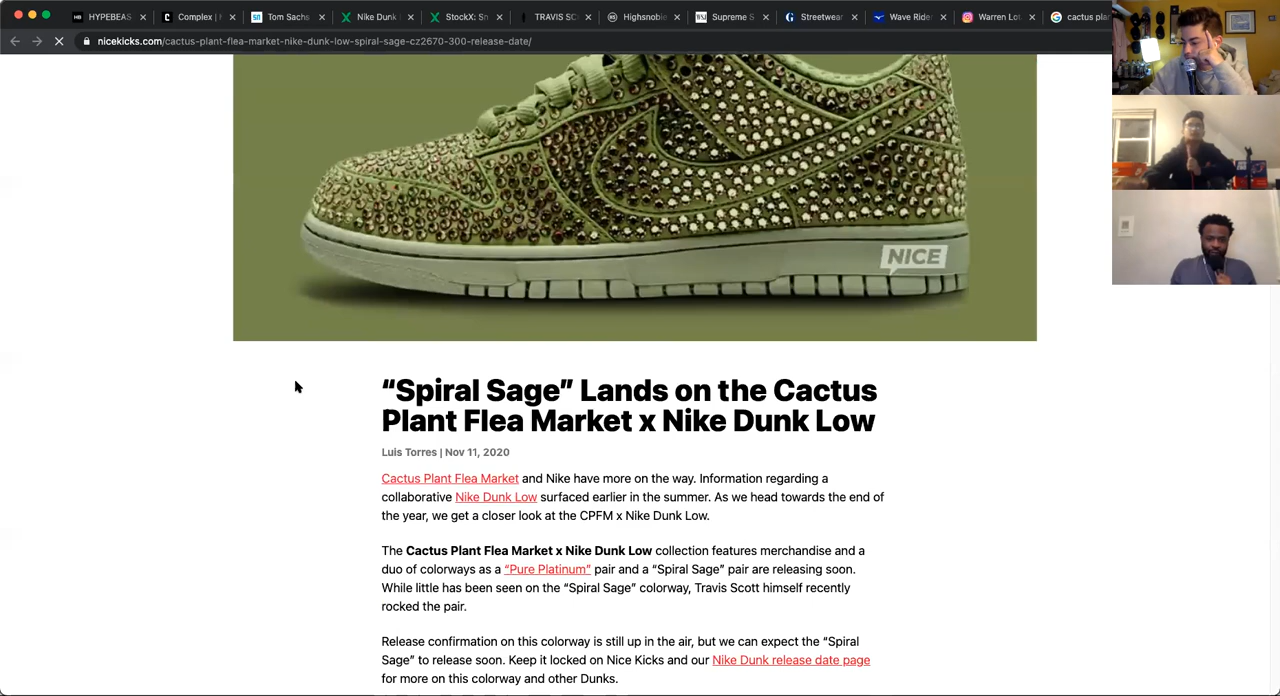 HYPEBEAS
Complex |
Tom Sachs
Nike Dunk
StockX: Sn
TRAVIS SC
Highsnobie
Supreme S
Streetwear
Wave Rider
Warren Lot
cactus plan
nicekicks.com/cactus-plant-flea-market-nike-dunk-low-spiral-sage-cz2670-300-release-date/
NICE
“Spiral Sage” Lands on the Cactus
Plant Flea Market x Nike Dunk Low
Luis Torres | Nov 11, 2020
Cactus Plant Flea Market and Nike have more on the way. Information regarding a
collaborative Nike Dunk Low surfaced earlier in the summer. As we head towards the end of
the year, we get a closer look at the CPFM x Nike Dunk Low.
The Cactus Plant Flea Market x Nike Dunk Low collection features merchandise and a
duo of colorways as a “Pure Platinum” pair and a “Spiral Sage” pair are releasing soon.
While little has been seen on the “Spiral Sage” colorway, Travis Scott himself recently
rocked the pair.
Release confirmation on this colorway is still up in the air, but we can expect the “Spiral
Sage” to release soon. Keep it locked on Nice Kicks and our Nike Dunk release date page
for more on this colorway and other Dunks.